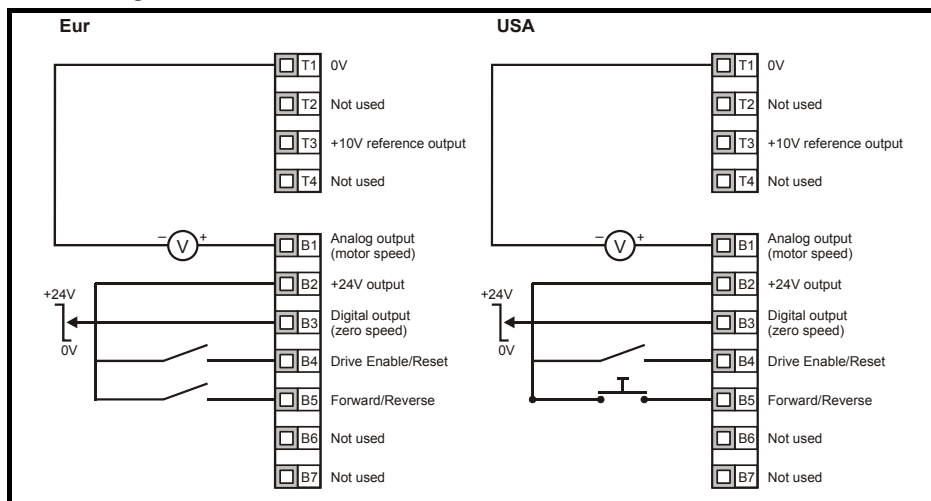 Eur
T1 0V
T2 Not used
T3 +10V reference output
T4 Not used
− V +
B1 Analog output
(motor speed)
B2 +24V output
+24V
0V
B3 Digital output
(zero speed)
B4 Drive Enable/Reset
B5 Forward/Reverse
B6 Not used
B7 Not used
USA
T1 0V
T2 Not used
T3 +10V reference output
T4 Not used
− V +
B1 Analog output
(motor speed)
B2 +24V output
+24V
0V
B3 Digital output
(zero speed)
B4 Drive Enable/Reset
B5 Forward/Reverse
B6 Not used
B7 Not used